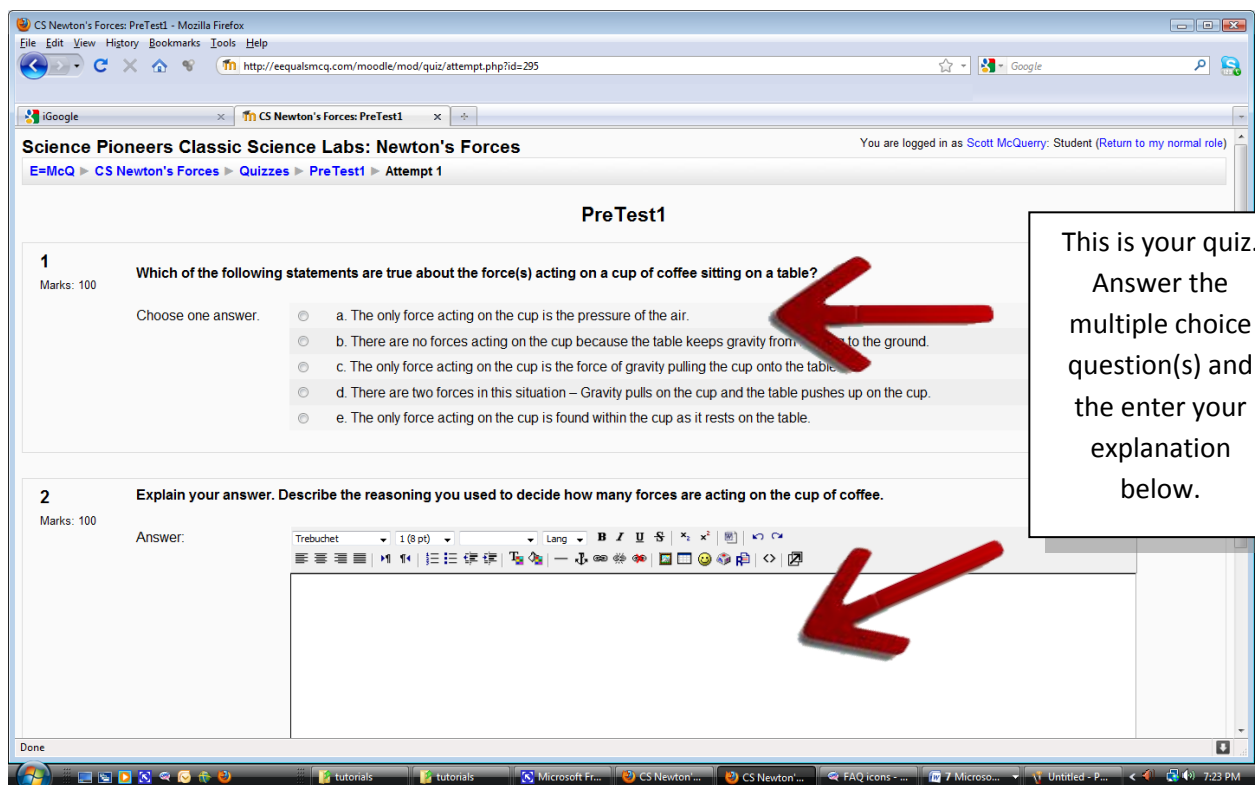 CS Newton's Forces: PreTest1 - Mozilla Firefox
File Edit View History Bookmarks Tools Help
http://eequalsmcq.com/moodle/mod/quiz/attempt.php?id=295
Google
iGoogle
CS Newton's Forces: PreTest1
Science Pioneers Classic Science Labs: Newton's Forces
You are logged in as Scott McQuerry: Student (Return to my normal role)
E=McQ ► CS Newton's Forces ► Quizzes ► PreTest1 ► Attempt 1
PreTest1
1
Marks: 100
Which of the following statements are true about the force(s) acting on a cup of coffee sitting on a table?
Choose one answer.
a. The only force acting on the cup is the pressure of the air.
b. There are no forces acting on the cup because the table keeps gravity from to the ground.
c. The only force acting on the cup is the force of gravity pulling the cup onto the table
d. There are two forces in this situation – Gravity pulls on the cup and the table pushes up on the cup.
e. The only force acting on the cup is found within the cup as it rests on the table.
This is your quiz.
Answer the
multiple choice
question(s) and
the enter your
explanation
below.
2
Marks: 100
Explain your answer. Describe the reasoning you used to decide how many forces are acting on the cup of coffee.
Answer:
Trebuchet 1 (8 pt) Lang B I U S x₂ x²
Done
tutorials tutorials Microsoft Fr... CS Newton'... CS Newton'... FAQ icons - ... 7 Microso... Untitled - P... 7:23 PM